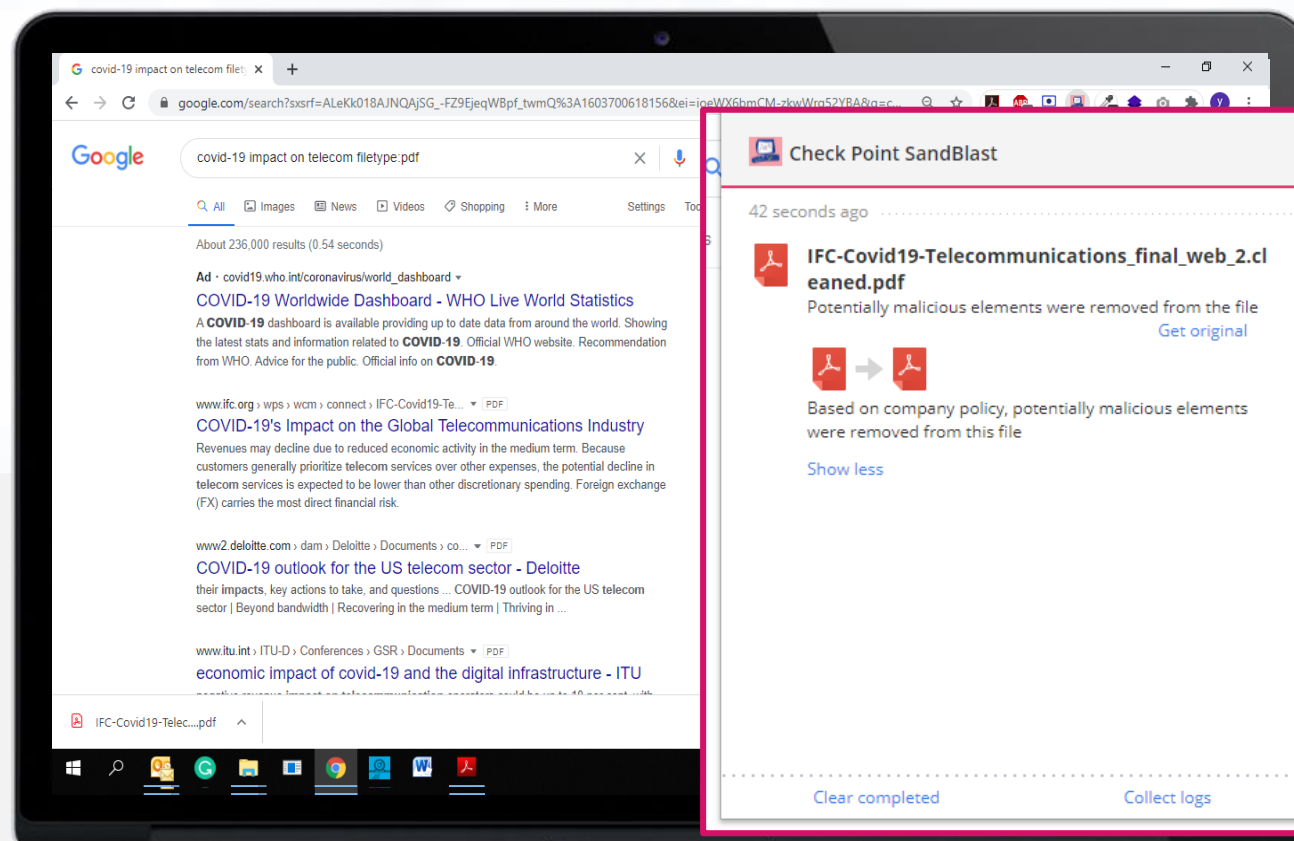 covid-19 impact on telecom filet
google.com/search?sxsrf=ALeKk018AJNQAjSG_-FZ9EjeqWBpf_twmQ%3A1603700618156&ei=ioeWX6bmCM-zkwWrg52YBA&q=c...
Google
covid-19 impact on telecom filetype:pdf
All Images News Videos Shopping More Settings Too
About 236,000 results (0.54 seconds)
Ad · covid19.who.int/coronavirus/world_dashboard
COVID-19 Worldwide Dashboard - WHO Live World Statistics
A COVID-19 dashboard is available providing up to date data from around the world. Showing
the latest stats and information related to COVID-19. Official WHO website. Recommendation
from WHO. Advice for the public. Official info on COVID-19.
www.ifc.org › wps › wcm › connect › IFC-Covid19-Te... PDF
COVID-19's Impact on the Global Telecommunications Industry
Revenues may decline due to reduced economic activity in the medium term. Because
customers generally prioritize telecom services over other expenses, the potential decline in
telecom services is expected to be lower than other discretionary spending. Foreign exchange
(FX) carries the most direct financial risk.
www2.deloitte.com › dam › Deloitte › Documents › co... PDF
COVID-19 outlook for the US telecom sector - Deloitte
their impacts, key actions to take, and questions ... COVID-19 outlook for the US telecom
sector | Beyond bandwidth | Recovering in the medium term | Thriving in ...
www.itu.int › ITU-D › Conferences › GSR › Documents PDF
economic impact of covid-19 and the digital infrastructure - ITU
IFC-Covid19-Telec....pdf
Check Point SandBlast
42 seconds ago
IFC-Covid19-Telecommunications_final_web_2.cl
eaned.pdf
Potentially malicious elements were removed from the file
Get original
Based on company policy, potentially malicious elements
were removed from this file
Show less
Clear completed Collect logs